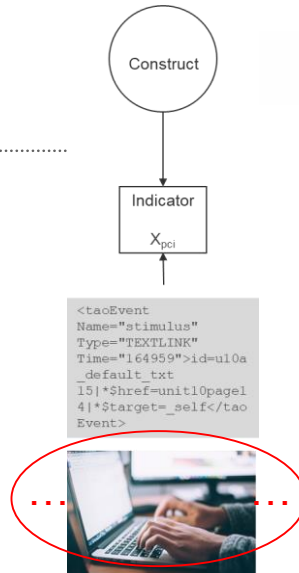 Construct
Indicator
X_pci
<taoEvent
Name="stimulus"
Type="TEXTLINK"
Time="164959">id=u10a
_default_txt
15|*$href=unit10page1
4|*$target=_self</tao
Event>